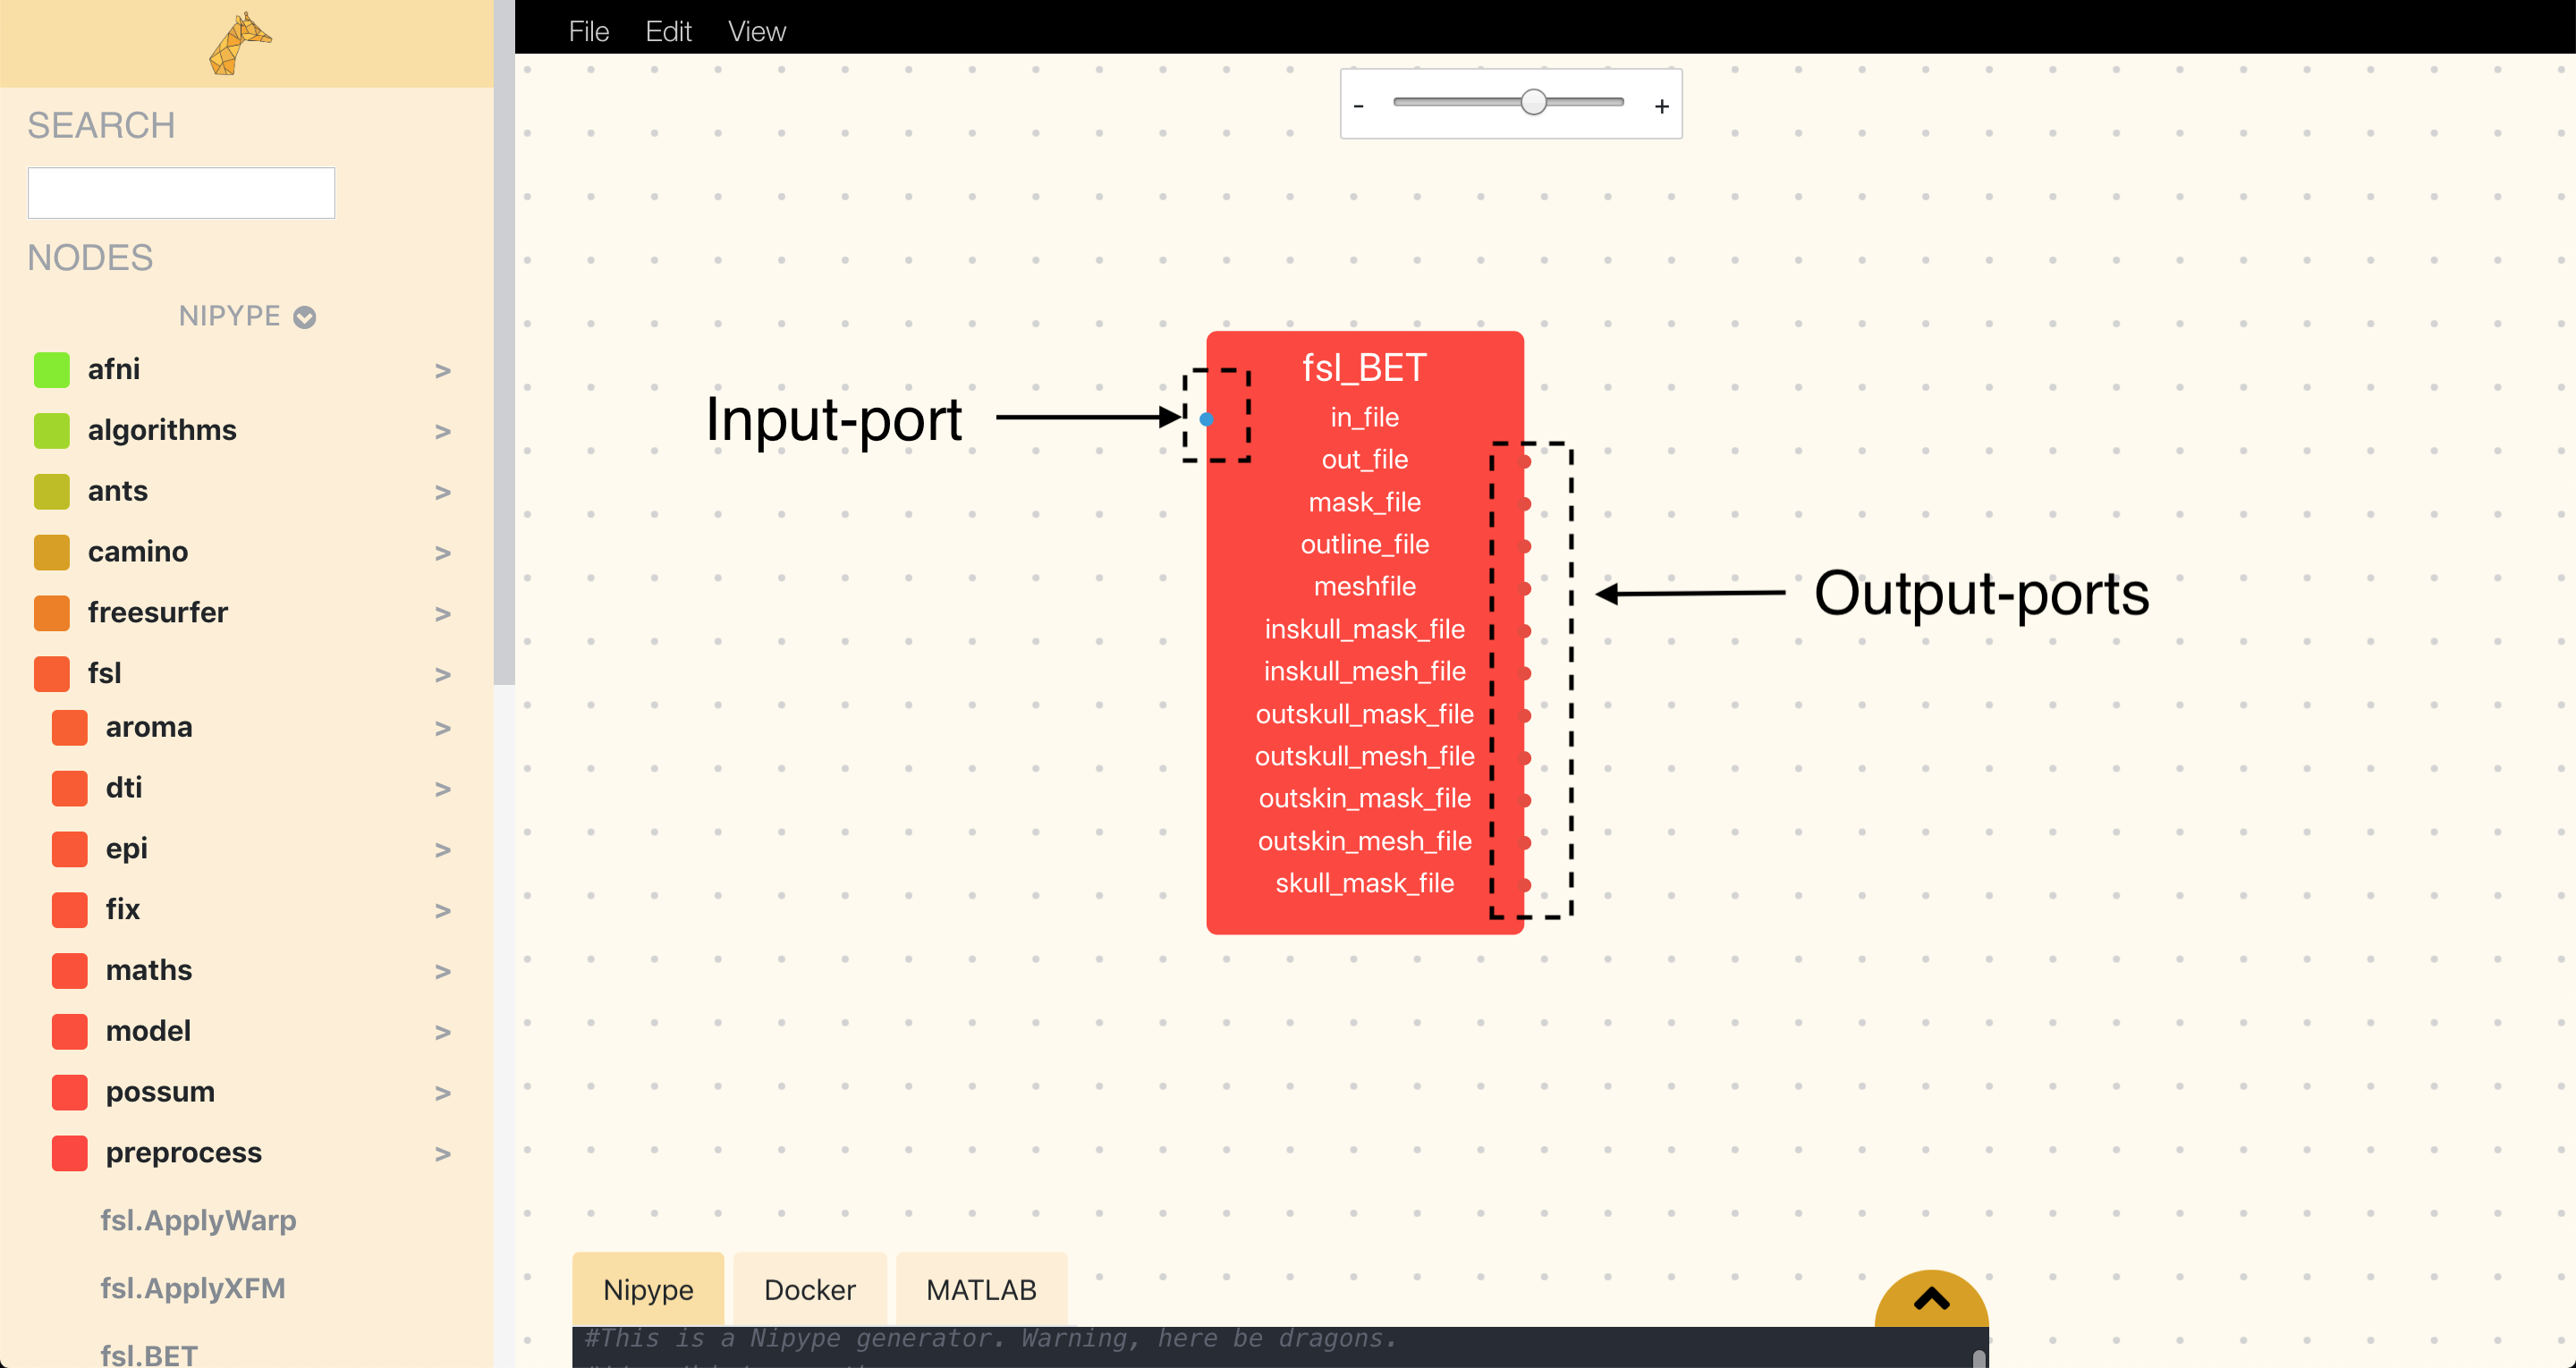 File Edit View
SEARCH
- +
NODES
NIPYPE
afni >
algorithms >
ants >
camino >
freesurfer >
fsl >
aroma >
dti >
epi >
fix >
maths >
model >
possum >
preprocess >
fsl.ApplyWarp
fsl.ApplyXFM
fsl.BET
Input-port
fsl_BET
in_file
out_file
mask_file
outline_file
meshfile
inskull_mask_file
inskull_mesh_file
outskull_mask_file
outskull_mesh_file
outskin_mask_file
outskin_mesh_file
skull_mask_file
Output-ports
Nipype Docker MATLAB
#This is a Nipype generator. Warning, here be dragons.